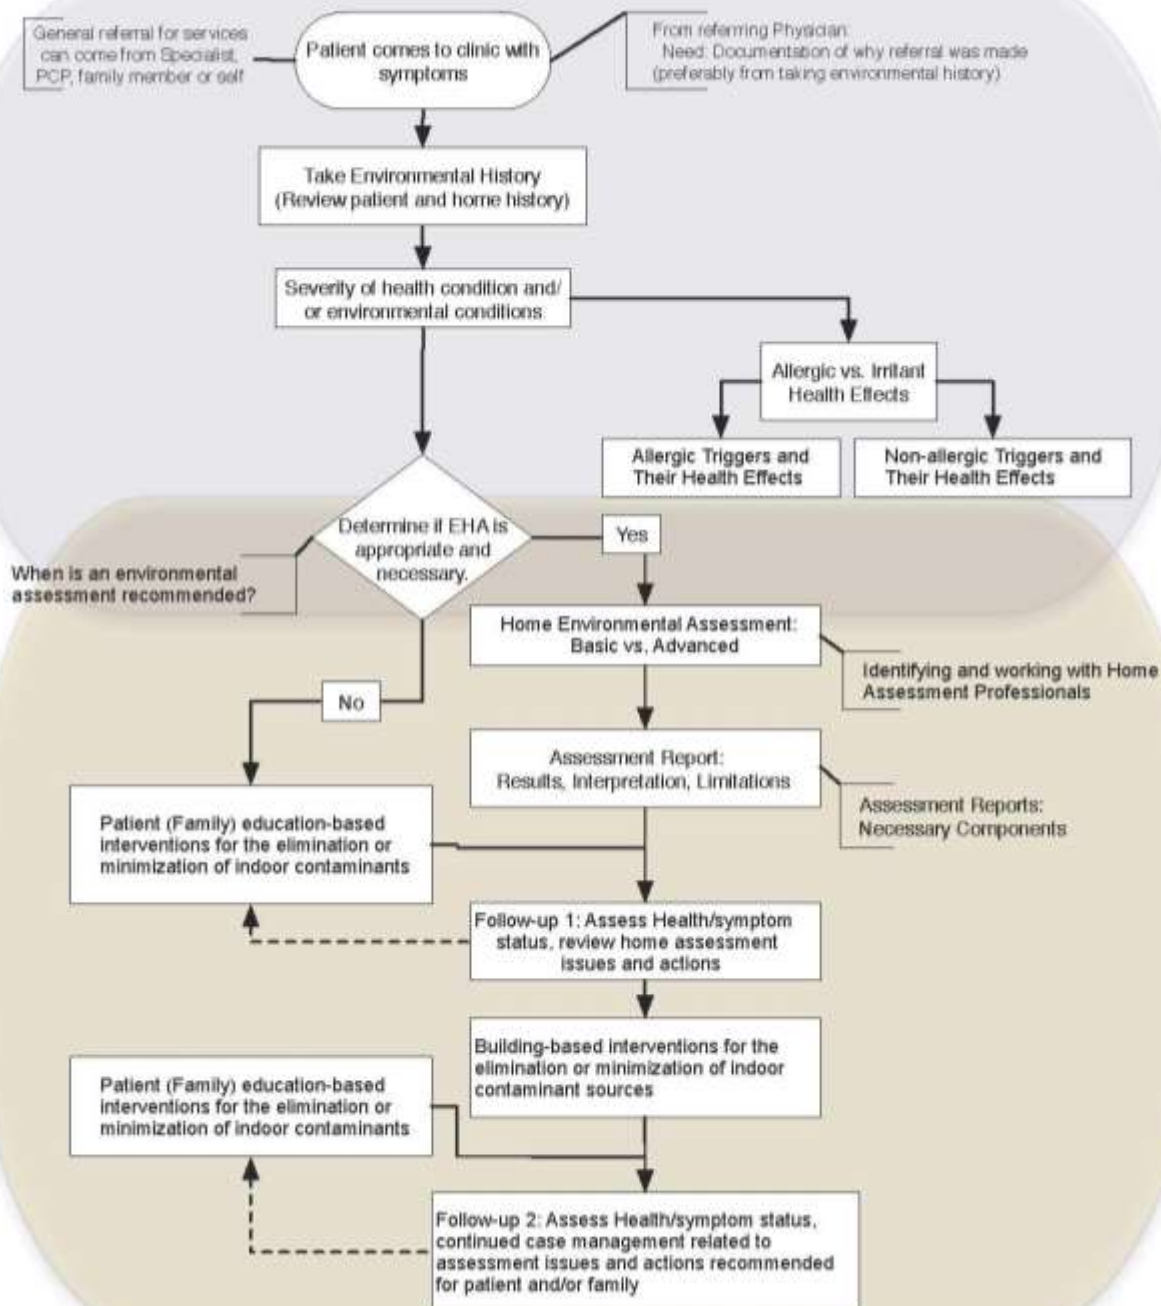 General referral for services
can come from Specialist,
PCP, family member or self
Patient comes to clinic with
symptoms
From referring Physician:
Need: Documentation of why referral was made
(preferably from taking environmental history)
Take Environmental History
(Review patient and home history)
Severity of health condition and/
or environmental conditions
Allergic vs. Irritant
Health Effects
Allergic Triggers and
Their Health Effects
Non-allergic Triggers and
Their Health Effects
Determine if EHA is
appropriate and
necessary.
Yes
When is an environmental
assessment recommended?
Home Environmental Assessment:
Basic vs. Advanced
Identifying and working with Home
Assessment Professionals
No
Assessment Report:
Results, Interpretation, Limitations
Assessment Reports:
Necessary Components
Patient (Family) education-based
interventions for the elimination or
minimization of indoor contaminants
Follow-up 1: Assess Health/symptom
status, review home assessment
issues and actions
Building-based interventions for the
elimination or minimization of indoor
contaminant sources
Patient (Family) education-based
interventions for the elimination or
minimization of indoor contaminants
Follow-up 2: Assess Health/symptom status,
continued case management related to
assessment issues and actions recommended
for patient and/or family